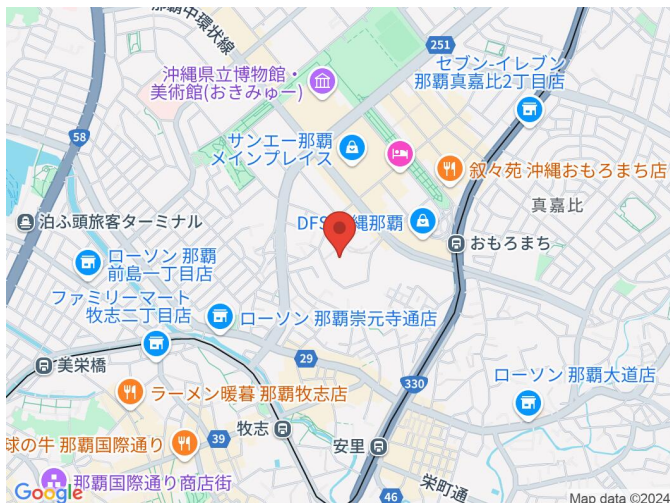 那覇中環状線
251
セブン-イレブン
那覇真嘉比2丁目店
沖縄県立博物館・
美術館(おきみゅー)
58
サンエー那覇
メインプレイス
叙々苑 沖縄おもろまち店
真嘉比
泊ふ頭旅客ターミナル
DFS
縄那覇
おもろまち
ローソン 那覇
前島一丁目店
ファミリーマート
牧志二丁目店
ローソン 那覇崇元寺通店
29
美栄橋
330
ローソン 那覇大道店
ラーメン暖暮 那覇牧志店
牧志
39
球の牛 那覇国際通り
安里
栄町通
那覇国際通り商店街
46
Google
Map data ©2024